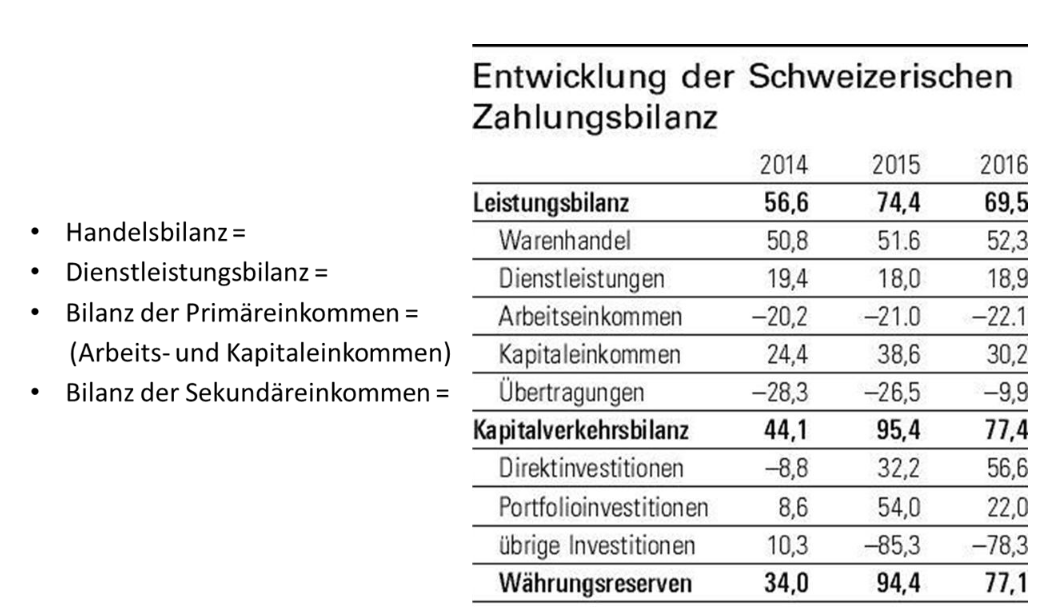 • Handelsbilanz =
• Dienstleistungsbilanz =
• Bilanz der Primäreinkommen =
(Arbeits- und Kapitaleinkommen)
• Bilanz der Sekundäreinkommen =
Entwicklung der Schweizerischen
Zahlungsbilanz
2014 2015 2016
Leistungsbilanz 56,6 74,4 69,5
Warenhandel 50,8 51.6 52,3
Dienstleistungen 19,4 18,0 18,9
Arbeitseinkommen –20,2 –21.0 –22.1
Kapitaleinkommen 24,4 38,6 30,2
Übertragungen –28,3 –26,5 –9,9
Kapitalverkehrsbilanz 44,1 95,4 77,4
Direktinvestitionen –8,8 32,2 56,6
Portfolioinvestitionen 8,6 54,0 22,0
übrige Investitionen 10,3 –85,3 –78,3
Währungsreserven 34,0 94,4 77,1